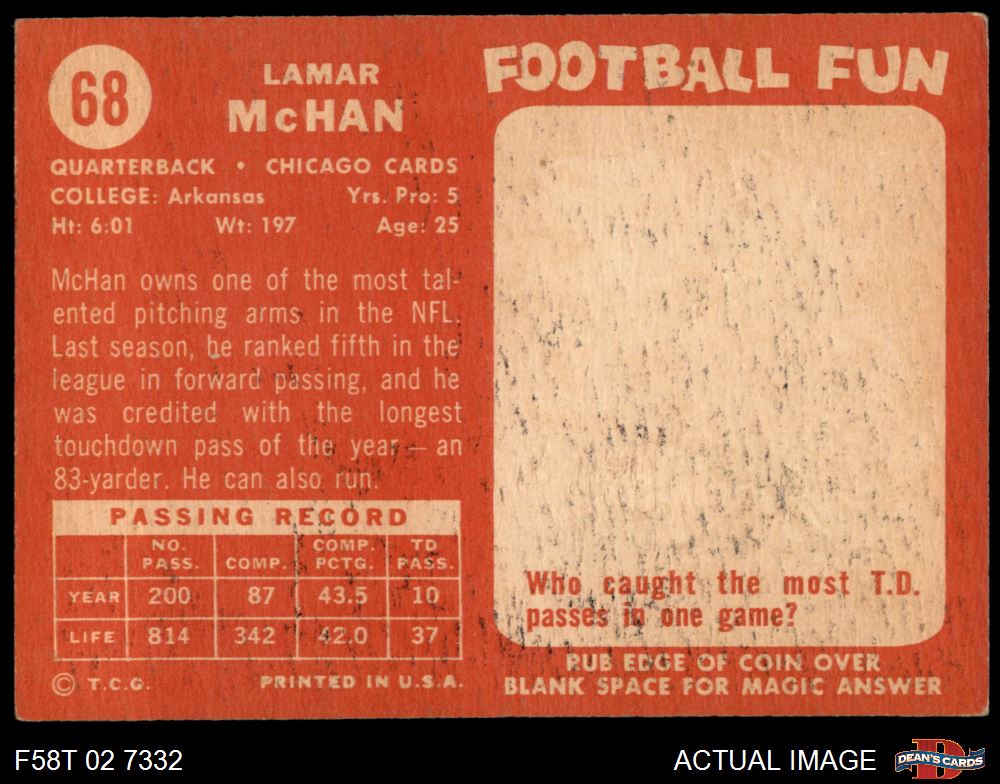 68
LAMAR
McHAN
QUARTERBACK • CHICAGO CARDS
COLLEGE: Arkansas Yrs. Pro: 5
Ht: 6:01 Wt: 197 Age: 25
McHan owns one of the most tal-
ented pitching arms in the NFL.
Last season, he ranked fifth in the
league in forward passing, and he
was credited with the longest
touchdown pass of the year — an
83-yarder. He can also run.
PASSING RECORD
NO. PASS. COMP. COMP. PCTG. TD PASS.
YEAR 200 87 43.5 10
LIFE 814 342 42.0 37
© T.C.G. PRINTED IN U.S.A.
FOOTBALL FUN
Who caught the most T.D.
passes in one game?
RUB EDGE OF COIN OVER
BLANK SPACE FOR MAGIC ANSWER
F58T 02 7332
ACTUAL IMAGE
D
DEAN'S CARDS